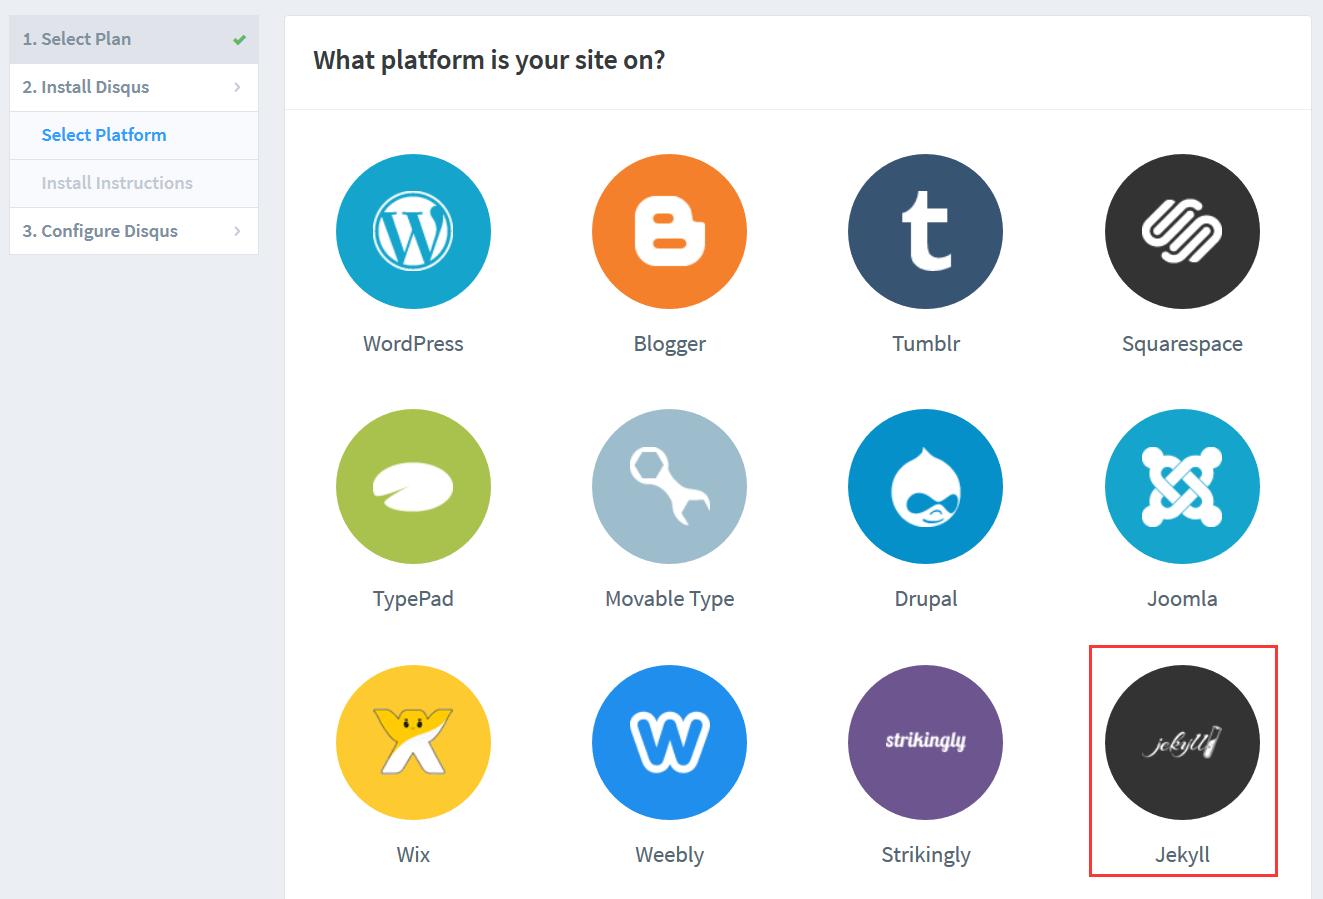 1. Select Plan
2. Install Disqus
Select Platform
Install Instructions
3. Configure Disqus
What platform is your site on?
WordPress
Blogger
Tumblr
Squarespace
TypePad
Movable Type
Drupal
Joomla
strikingly
jekyll
Wix
Weebly
Strikingly
Jekyll